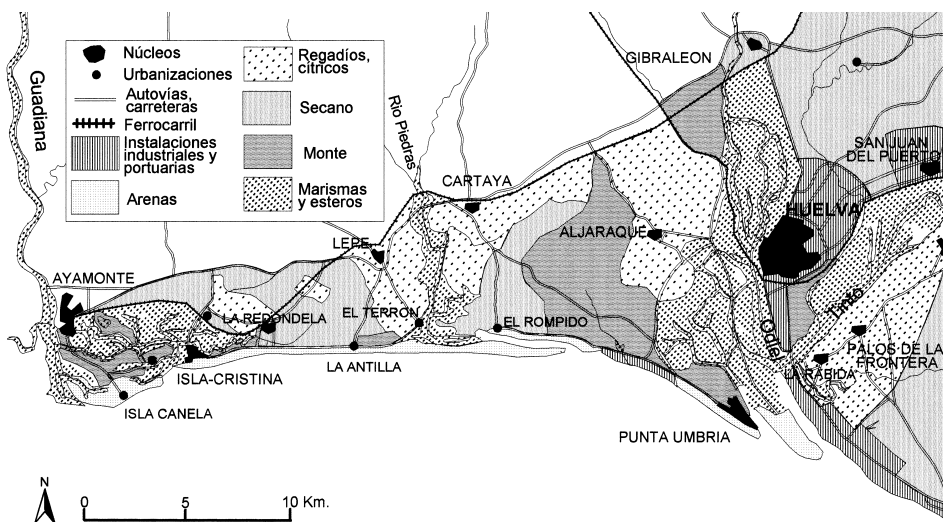 Núcleos
Urbanizaciones
Autovías,
carreteras
Ferrocarril
Instalaciones
industriales y
portuarias
Arenas
Regadíos,
cítricos
Secano
Monte
Marismas
y esteros
Guadiana
Rio Piedras
GIBRALEON
SAN JUAN
DEL PUERTO
CARTAYA
HUELVA
ALJARAQUE
LEPE
AYAMONTE
LA REDONDELA
EL TERRON
EL ROMPIDO
Tinto
Odiel
PALOS DE LA
FRONTERA
LA RABIDA
ISLA-CRISTINA
LA ANTILLA
ISLA CANELA
PUNTA UMBRIA
N
0 5 10 Km.